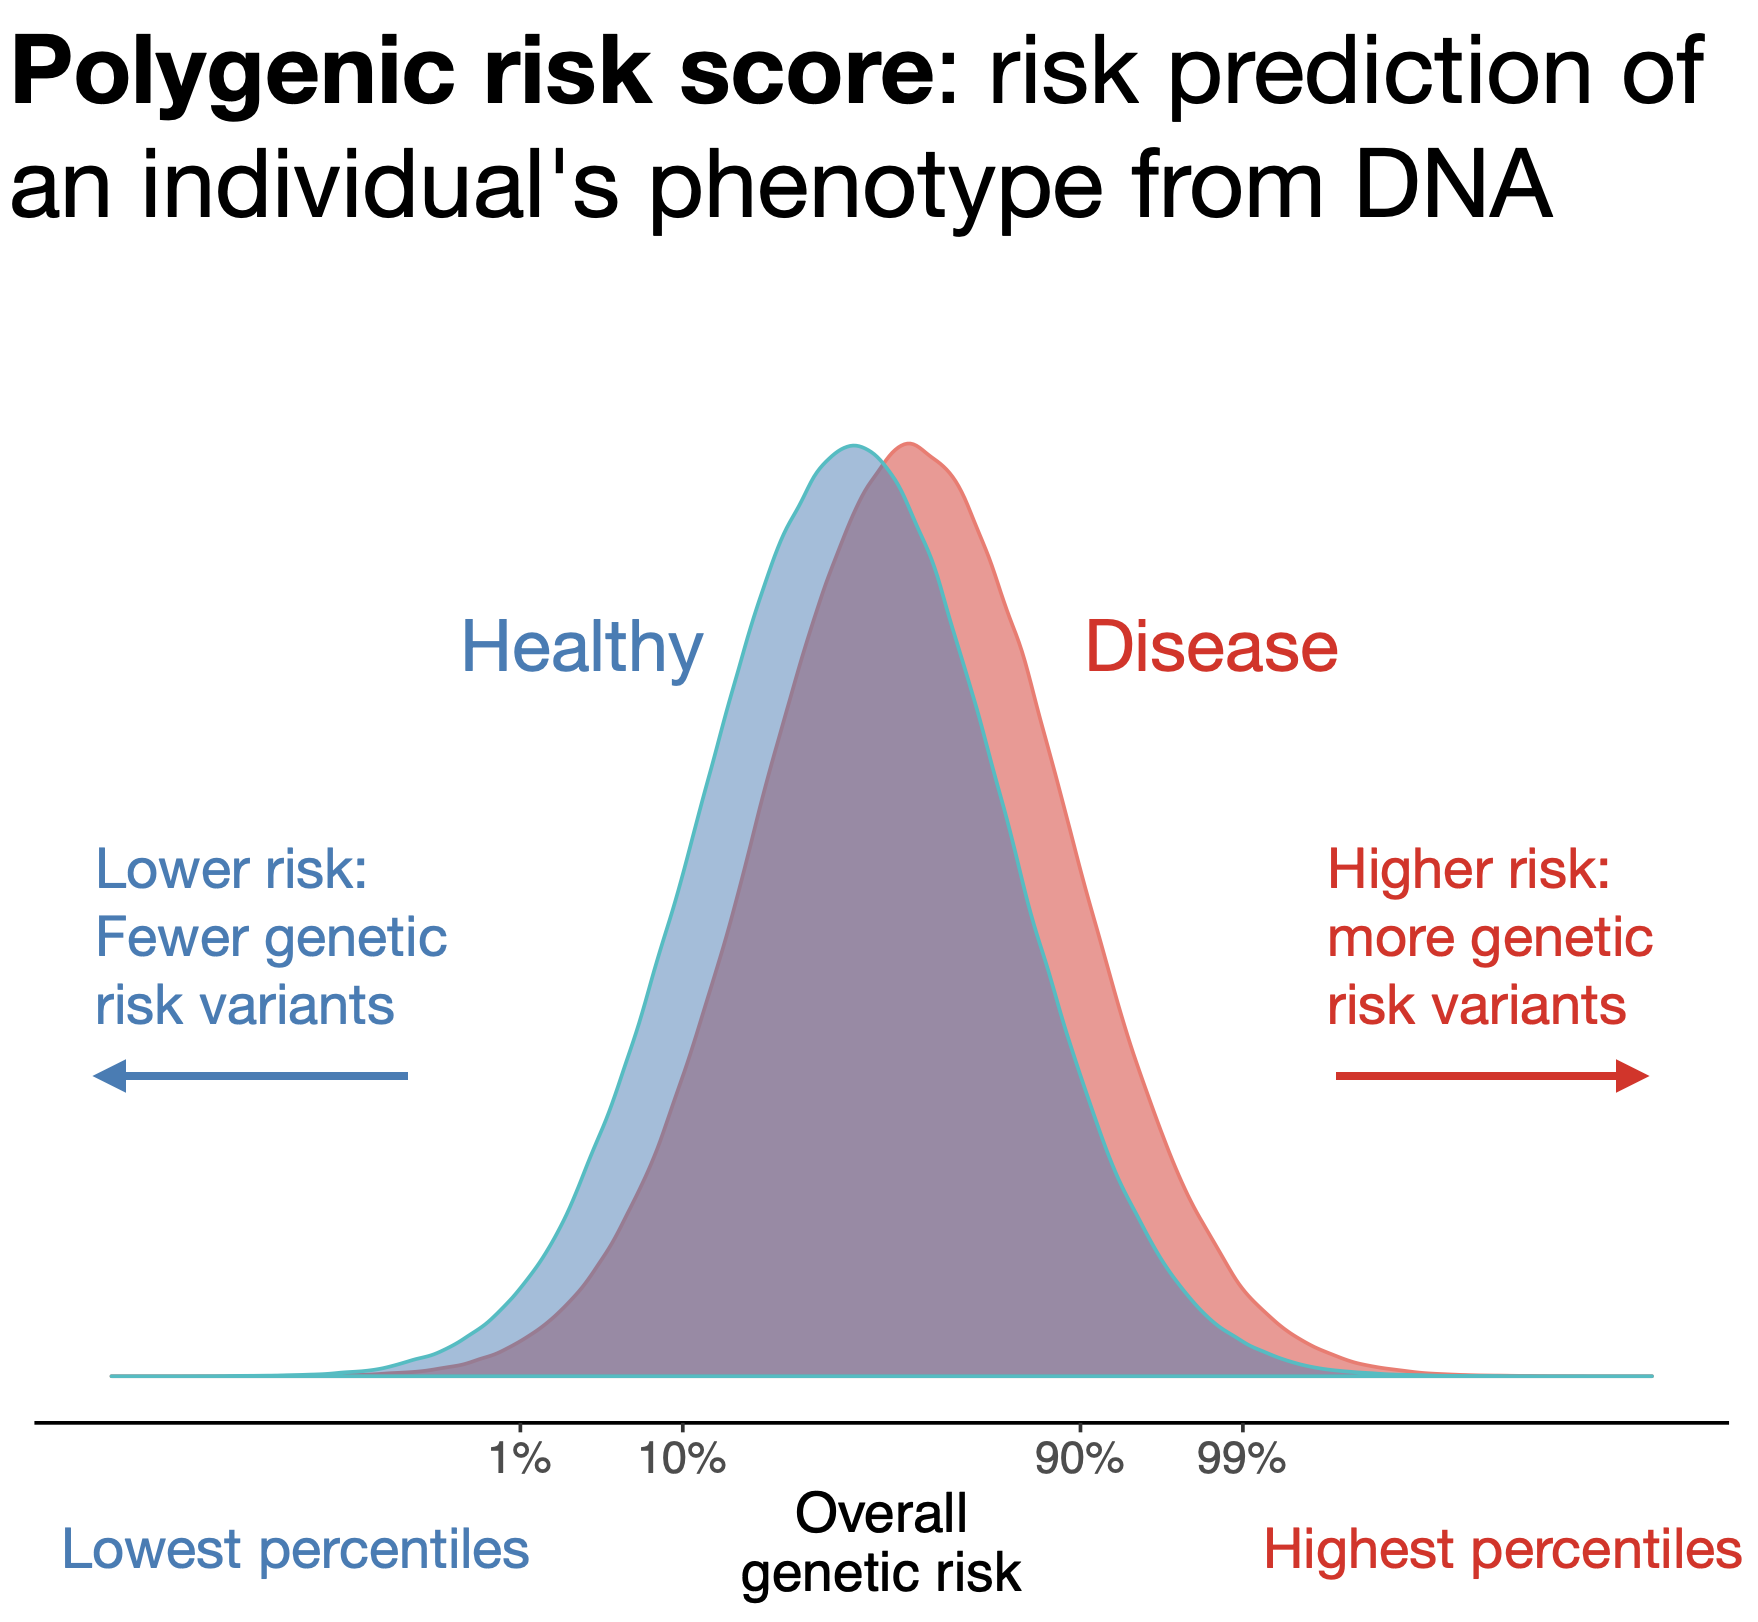 Polygenic risk score: risk prediction of
an individual's phenotype from DNA
Healthy
Disease
Lower risk:
Fewer genetic
risk variants
Higher risk:
more genetic
risk variants
1%
10%
90%
99%
Overall
genetic risk
Lowest percentiles
Highest percentiles